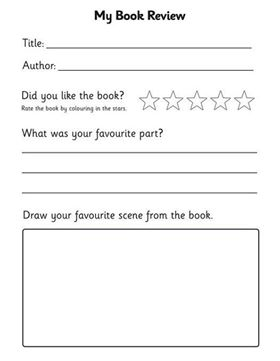 My Book Review
Title:
Author:
Did you like the book?
Rate the book by colouring in the stars.
What was your favourite part?
Draw your favourite scene from the book.